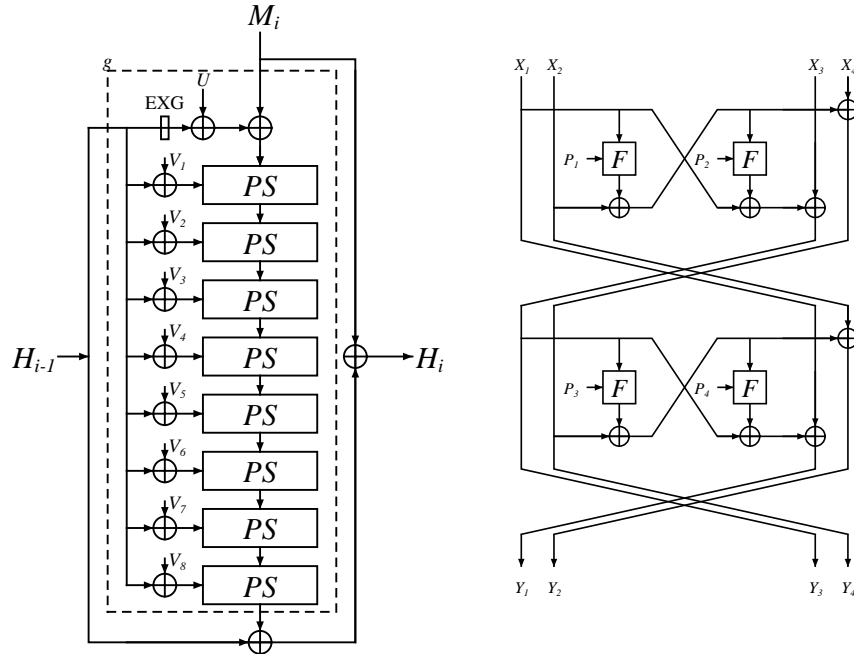 M_i
g
U
EXG
V_1
PS
V_2
PS
V_3
PS
V_4
PS
H_{i-1}
H_i
V_5
PS
V_6
PS
V_7
PS
V_8
PS
X_1 X_2 X_3 X_4
P_1 F P_2 F
P_3 F P_4 F
Y_1 Y_2 Y_3 Y_4